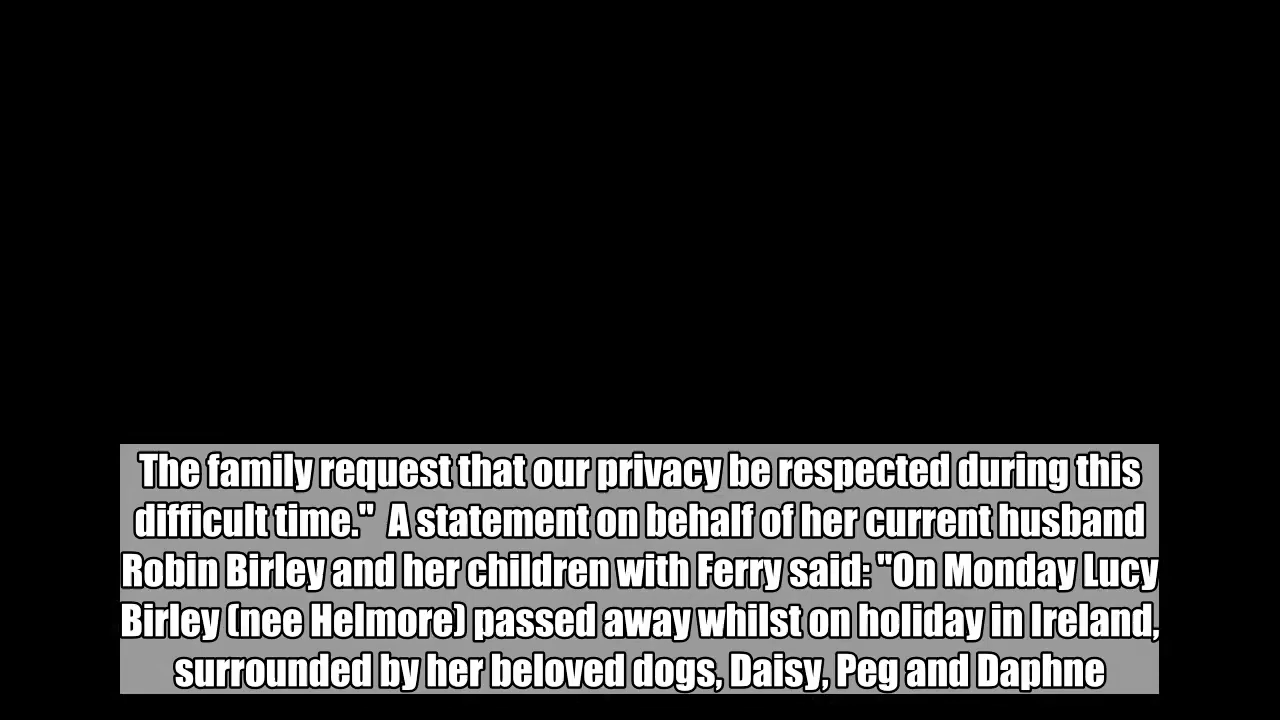 The family request that our privacy be respected during this
difficult time."  A statement on behalf of her current husband
Robin Birley and her children with Ferry said: "On Monday Lucy
Birley (nee Helmore) passed away whilst on holiday in Ireland,
surrounded by her beloved dogs, Daisy, Peg and Daphne